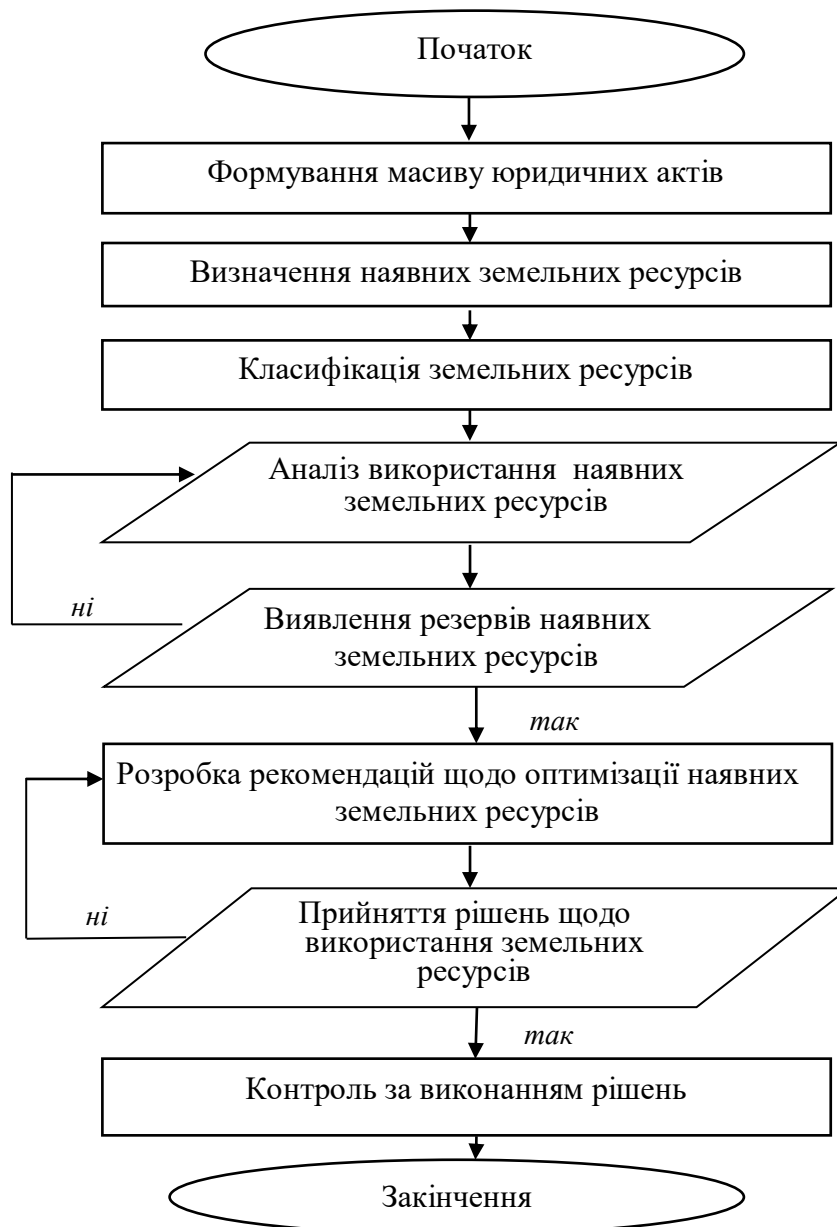 Початок
Формування масиву юридичних актів
Визначення наявних земельних ресурсів
Класифікація земельних ресурсів
Аналіз використання наявних
земельних ресурсів
ні
Виявлення резервів наявних
земельних ресурсів
так
Розробка рекомендацій щодо оптимізації наявних
земельних ресурсів
ні
Прийняття рішень щодо
використання земельних
ресурсів
так
Контроль за виконанням рішень
Закінчення